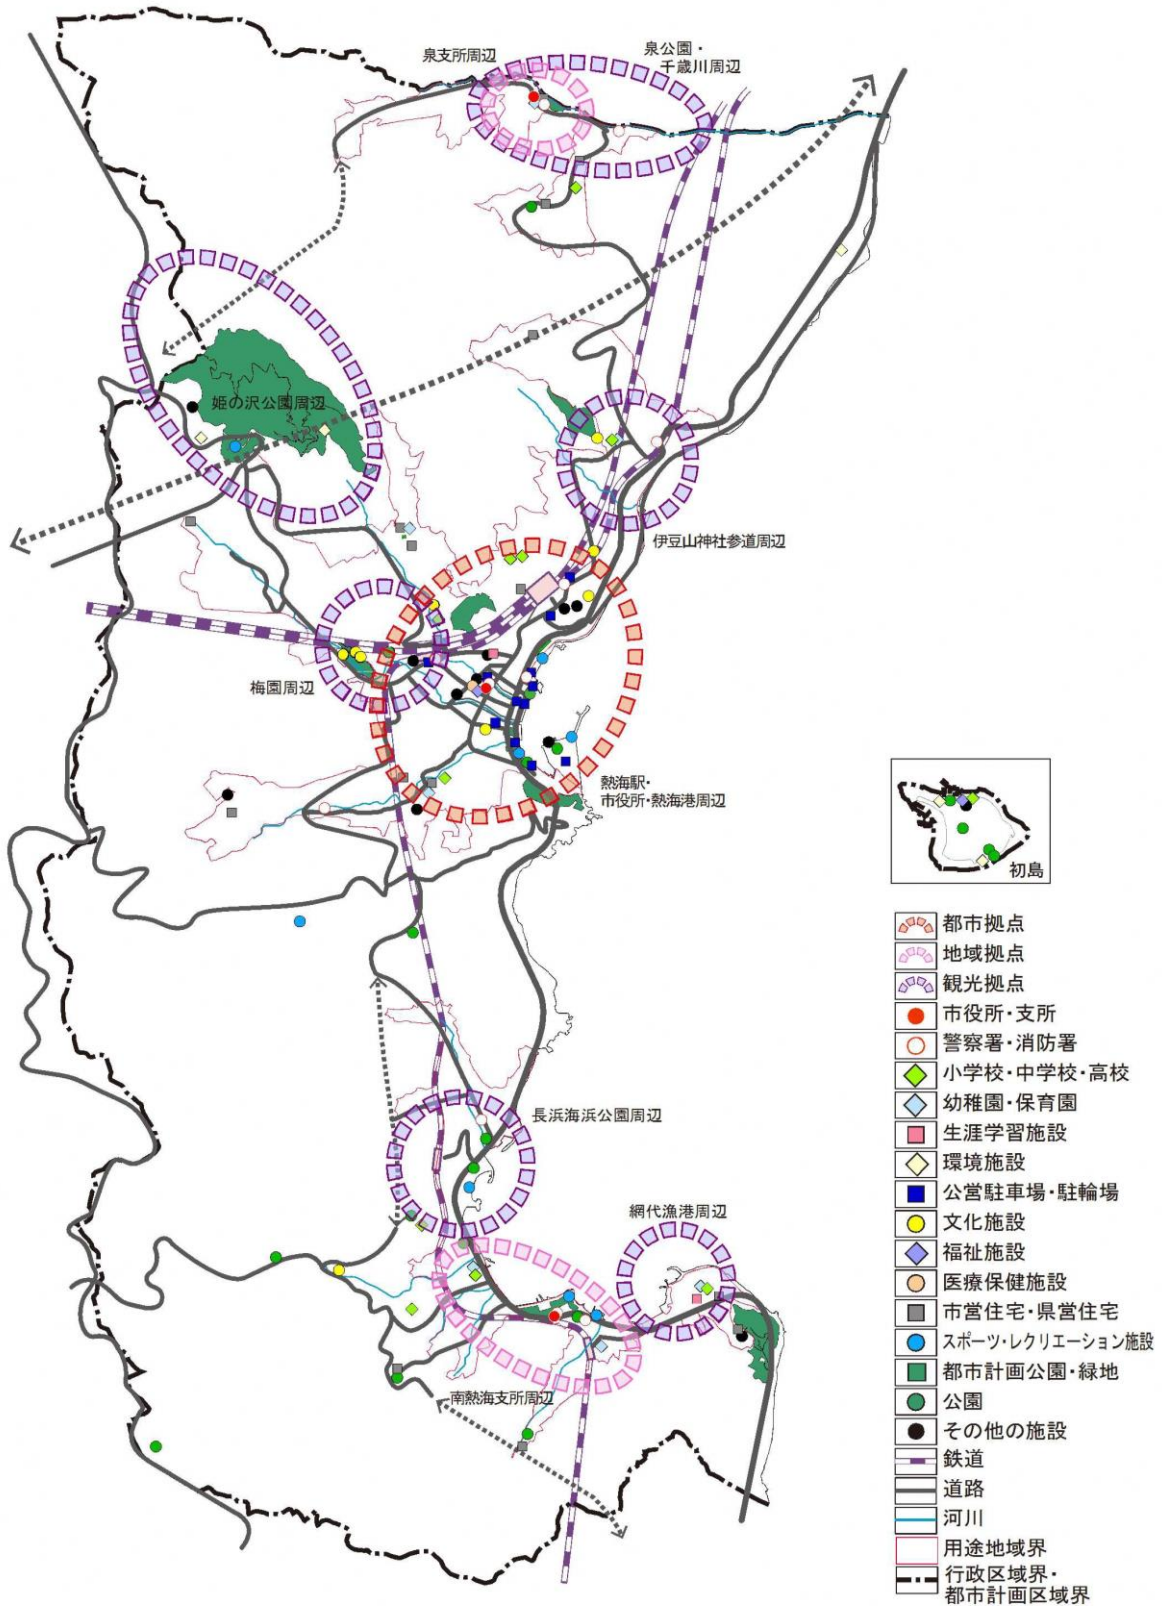 泉支所周辺
泉公園・
千歳川周辺
姫の沢公園周辺
伊豆山神社参道周辺
梅園周辺
熱海駅・
市役所・熱海港周辺
初島
長浜海浜公園周辺
網代漁港周辺
南熱海支所周辺
都市拠点
地域拠点
観光拠点
市役所・支所
警察署・消防署
小学校・中学校・高校
幼稚園・保育園
生涯学習施設
環境施設
公営駐車場・駐輪場
文化施設
福祉施設
医療保健施設
市営住宅・県営住宅
スポーツ・レクリエーション施設
都市計画公園・緑地
公園
その他の施設
鉄道
道路
河川
用途地域界
行政区域界・
都市計画区域界